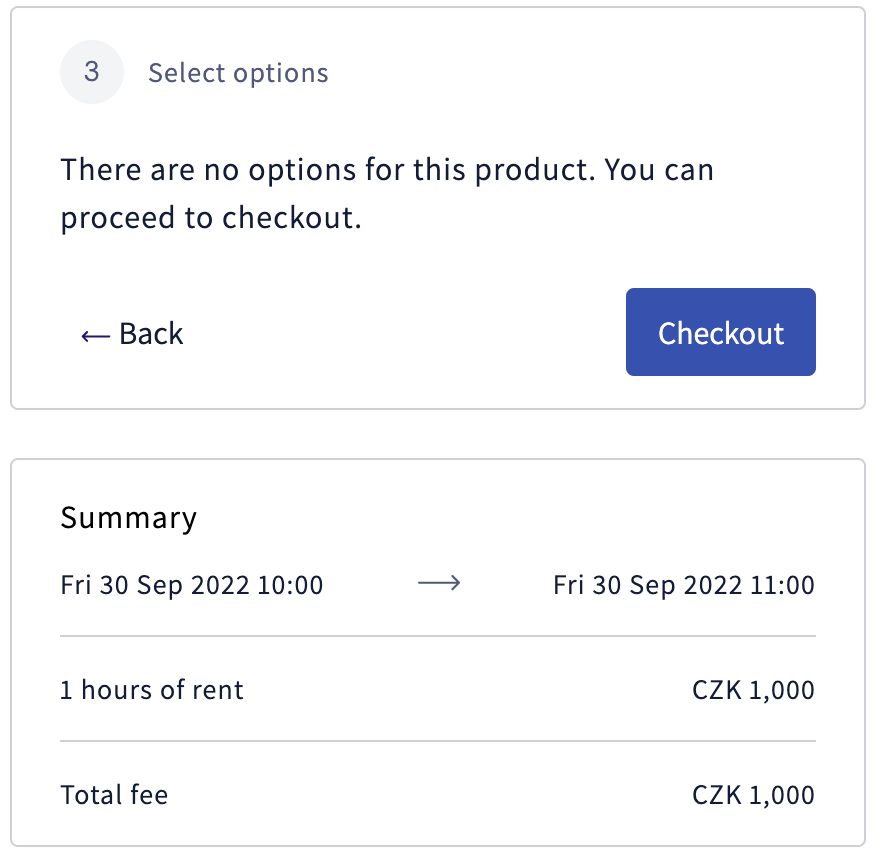 3 Select options
There are no options for this product. You can
proceed to checkout.
← Back Checkout
Summary
Fri 30 Sep 2022 10:00 → Fri 30 Sep 2022 11:00
1 hours of rent CZK 1,000
Total fee CZK 1,000